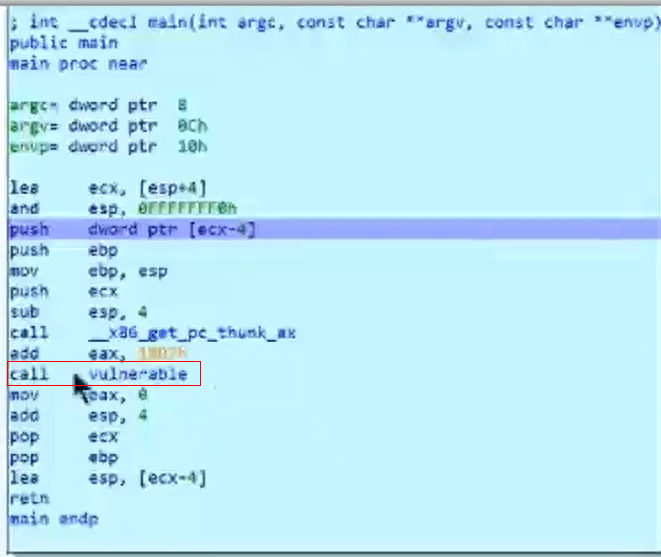 ; int __cdecl main(int argc, const char **argv, const char **envp)
public main
main proc near
argc= dword ptr 8
argv= dword ptr 0Ch
envp= dword ptr 10h
lea ecx, [esp+4]
and esp, 0FFFFFFF0h
push dword ptr [ecx-4]
push ebp
mov ebp, esp
push ecx
sub esp, 4
call __x86_get_pc_thunk_ax
add eax,
call vulnerable
mov eax, 0
add esp, 4
pop ecx
pop ebp
lea esp, [ecx-4]
retn
main endp